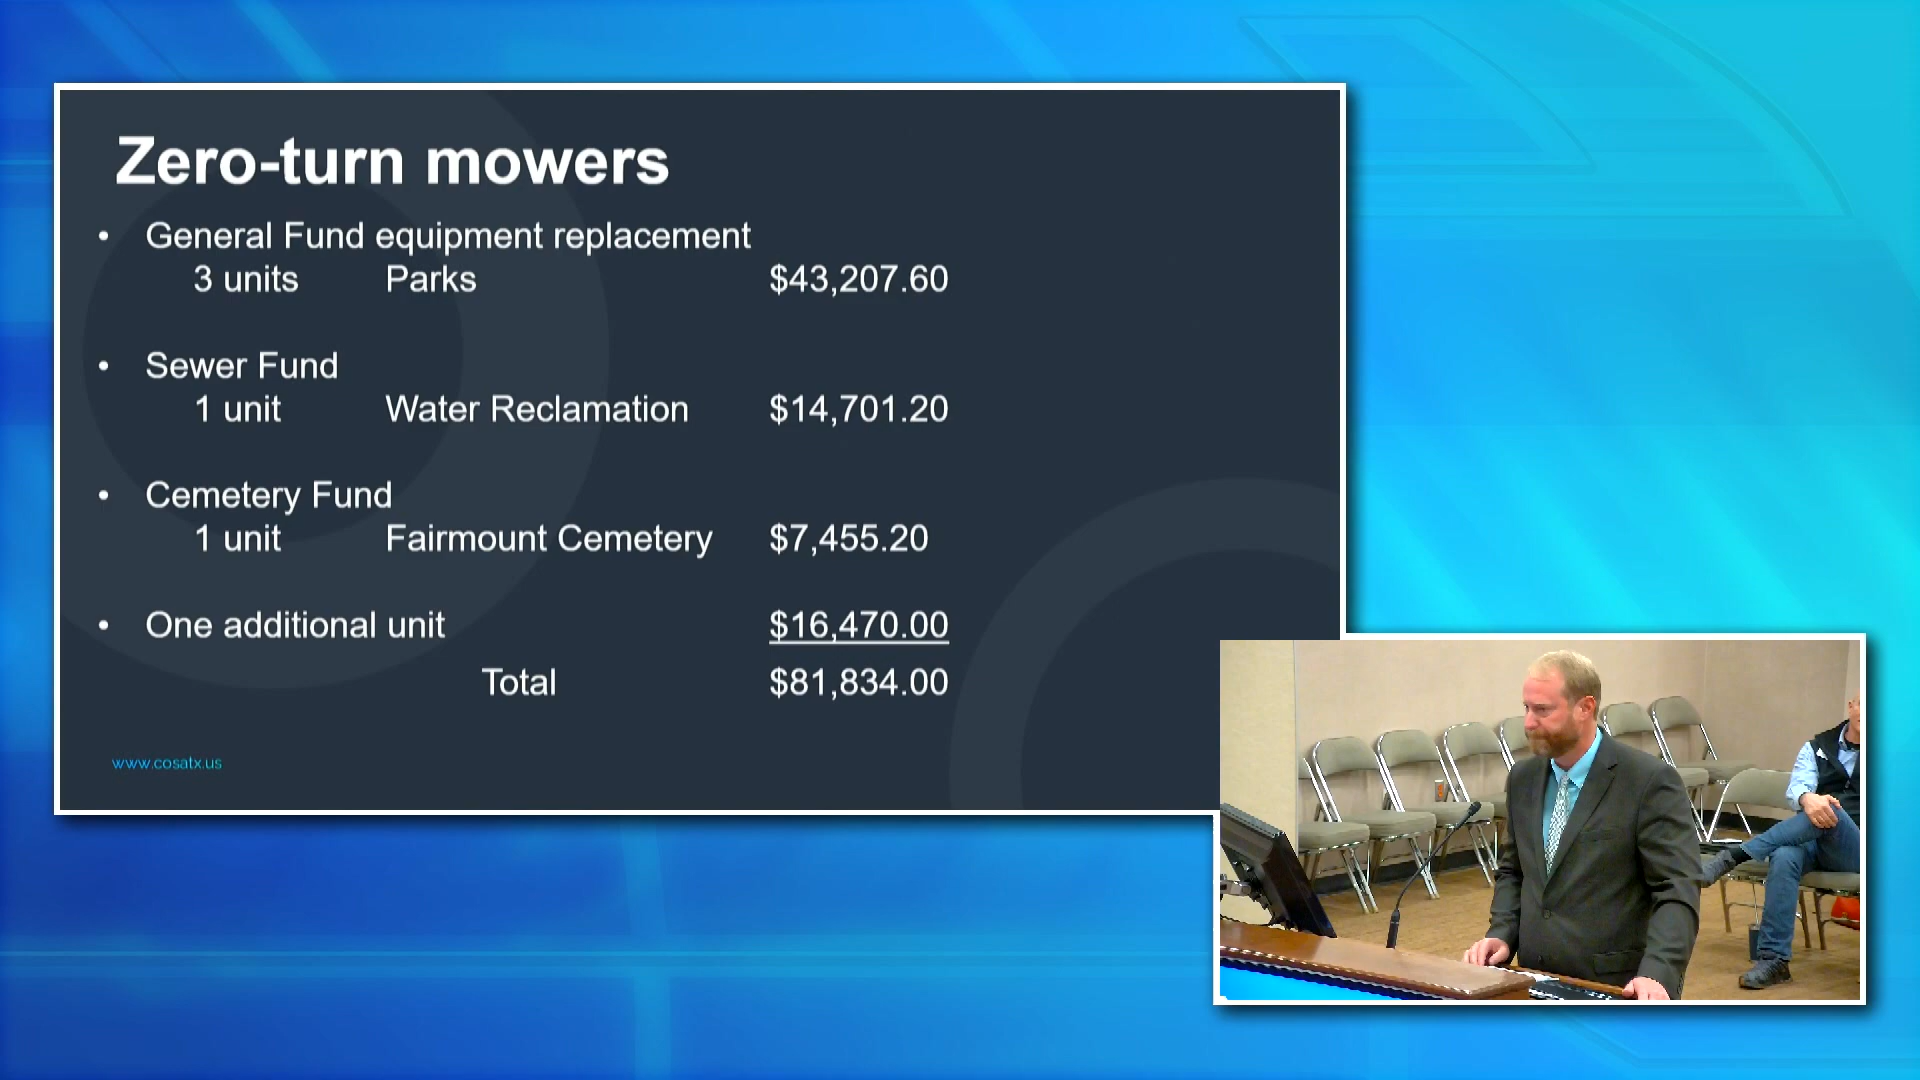 Zero-turn mowers
• General Fund equipment replacement
3 units Parks $43,207.60
• Sewer Fund
1 unit Water Reclamation $14,701.20
• Cemetery Fund
1 unit Fairmount Cemetery $7,455.20
• One additional unit $16,470.00
Total $81,834.00
www.cosatx.us